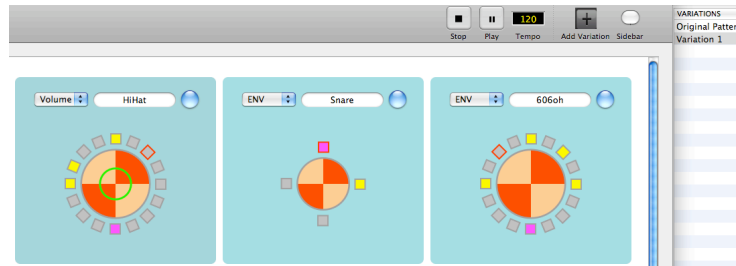 120
Stop Play Tempo Add Variation Sidebar
VARIATIONS
Original Patter
Variation 1
Volume HiHat
ENV Snare
ENV 606oh